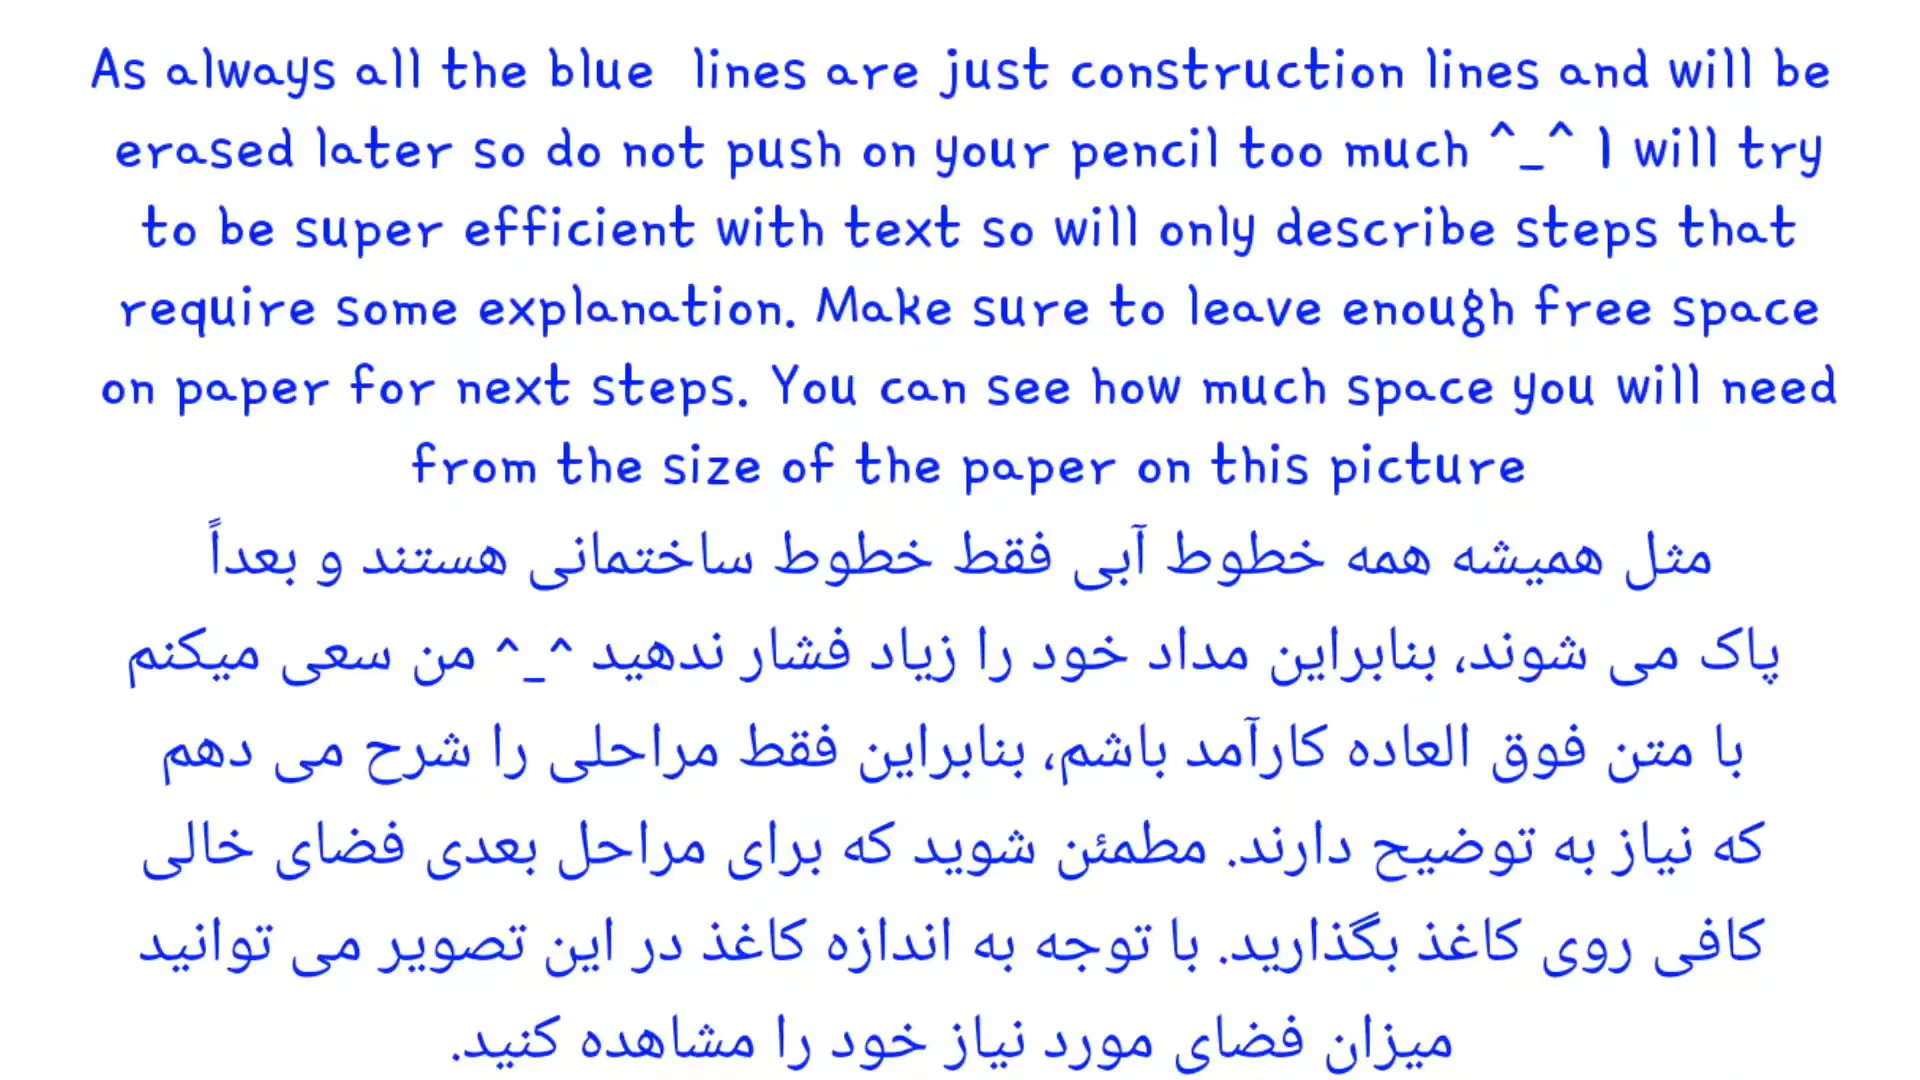 As always all the blue  lines are just construction lines and will be
erased later so do not push on your pencil too much ^_^ I will try
to be super efficient with text so will only describe steps that
require some explanation. Make sure to leave enough free space
on paper for next steps. You can see how much space you will need
from the size of the paper on this picture
مثل همیشه همه خطوط آبی فقط خطوط ساختمانی هستند و بعداً
پاک می شوند، بنابراین مداد خود را زیاد فشار ندهید ^_^ من سعی میکنم
با متن فوق العاده کارآمد باشم، بنابراین فقط مراحلی را شرح می دهم
که نیاز به توضیح دارند. مطمئن شوید که برای مراحل بعدی فضای خالی
کافی روی کاغذ بگذارید. با توجه به اندازه کاغذ در این تصویر می توانید
میزان فضای مورد نیاز خود را مشاهده کنید.